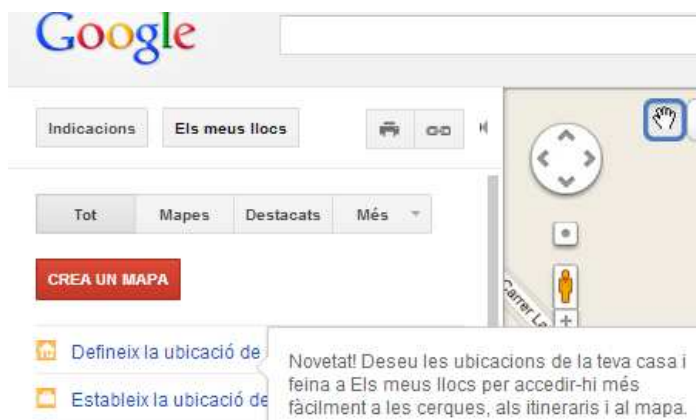 Google
Indicacions
Els meus llocs
Tot
Mapes
Destacats
Més
CREA UN MAPA
Defineix la ubicació de
Estableix la ubicació de
Novetat! Deseu les ubicacions de la teva casa i
feina a Els meus llocs per accedir-hi més
fàcilment a les cerques, als itineraris i al mapa.
Carrer La